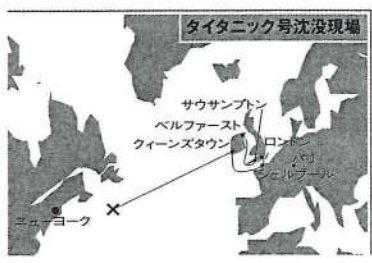 タイタニック号沈没現場
サウサンプトン
ベルファースト
クィーンズタウン
ロンドン
パリ
シェルブール
ニューヨーク